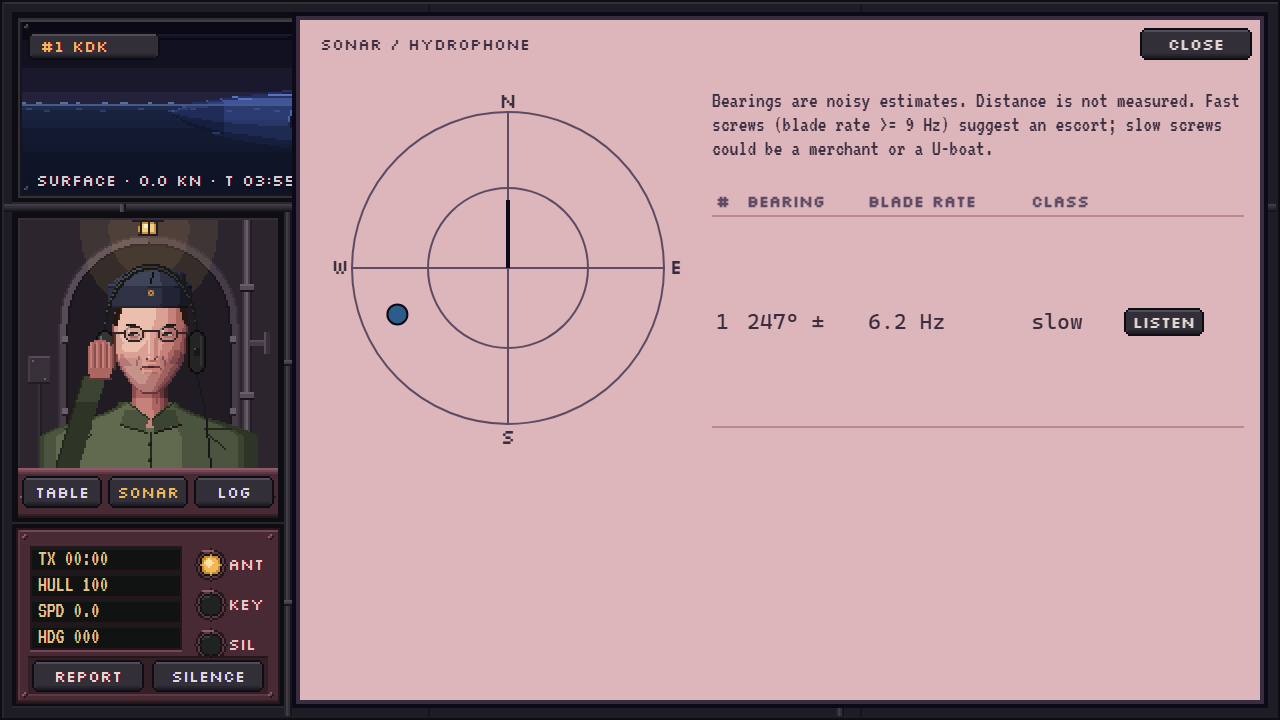 #1 KDK
SURFACE · 0.0 KN · T 03:55
TABLE
SONAR
LOG
TX 00:00
HULL 100
SPD 0.0
HDG 000
ANT
KEY
SIL
REPORT
SILENCE
SONAR / HYDROPHONE
CLOSE
N
W
E
S
Bearings are noisy estimates. Distance is not measured. Fast
screws (blade rate >= 9 Hz) suggest an escort; slow screws
could be a merchant or a U-boat.
# BEARING BLADE RATE CLASS
1 247° ± 6.2 Hz slow LISTEN